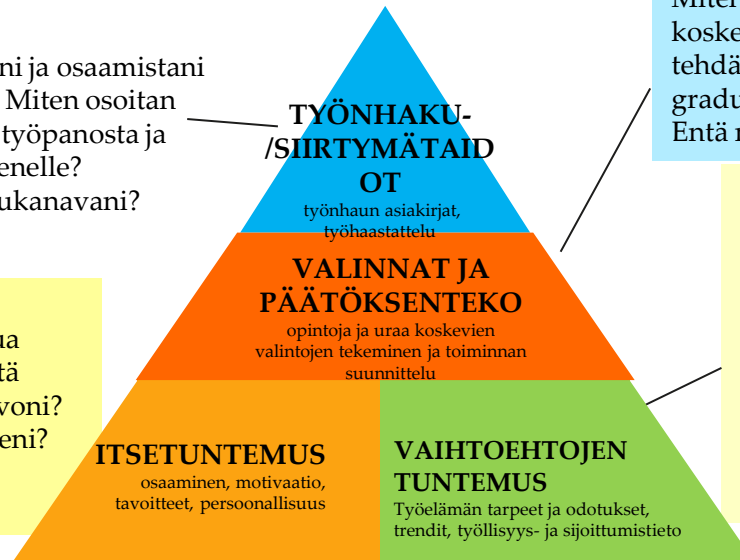 ni ja osaamistani
Miten osoitan
työpanosta ja
enelle?
ukanavani?
Miten
koske
tehdä
gradu
Entä
TYÖNHAKU-
/SIIRTYMÄTAID
OT
työnhaun asiakirjat,
työhaastattelu
VALINNAT JA
PÄÄTÖKSENTEKO
opintoja ja uraa koskevien
valintojen tekeminen ja toiminnan
suunnittelu
ua
tä
voni?
eni?
ITSETUNTEMUS
osaaminen, motivaatio,
tavoitteet, persoonallisuus
VAIHTOEHTOJEN
TUNTEMUS
Työelämän tarpeet ja odotukset,
trendit, työllisyys- ja sijoittumistieto